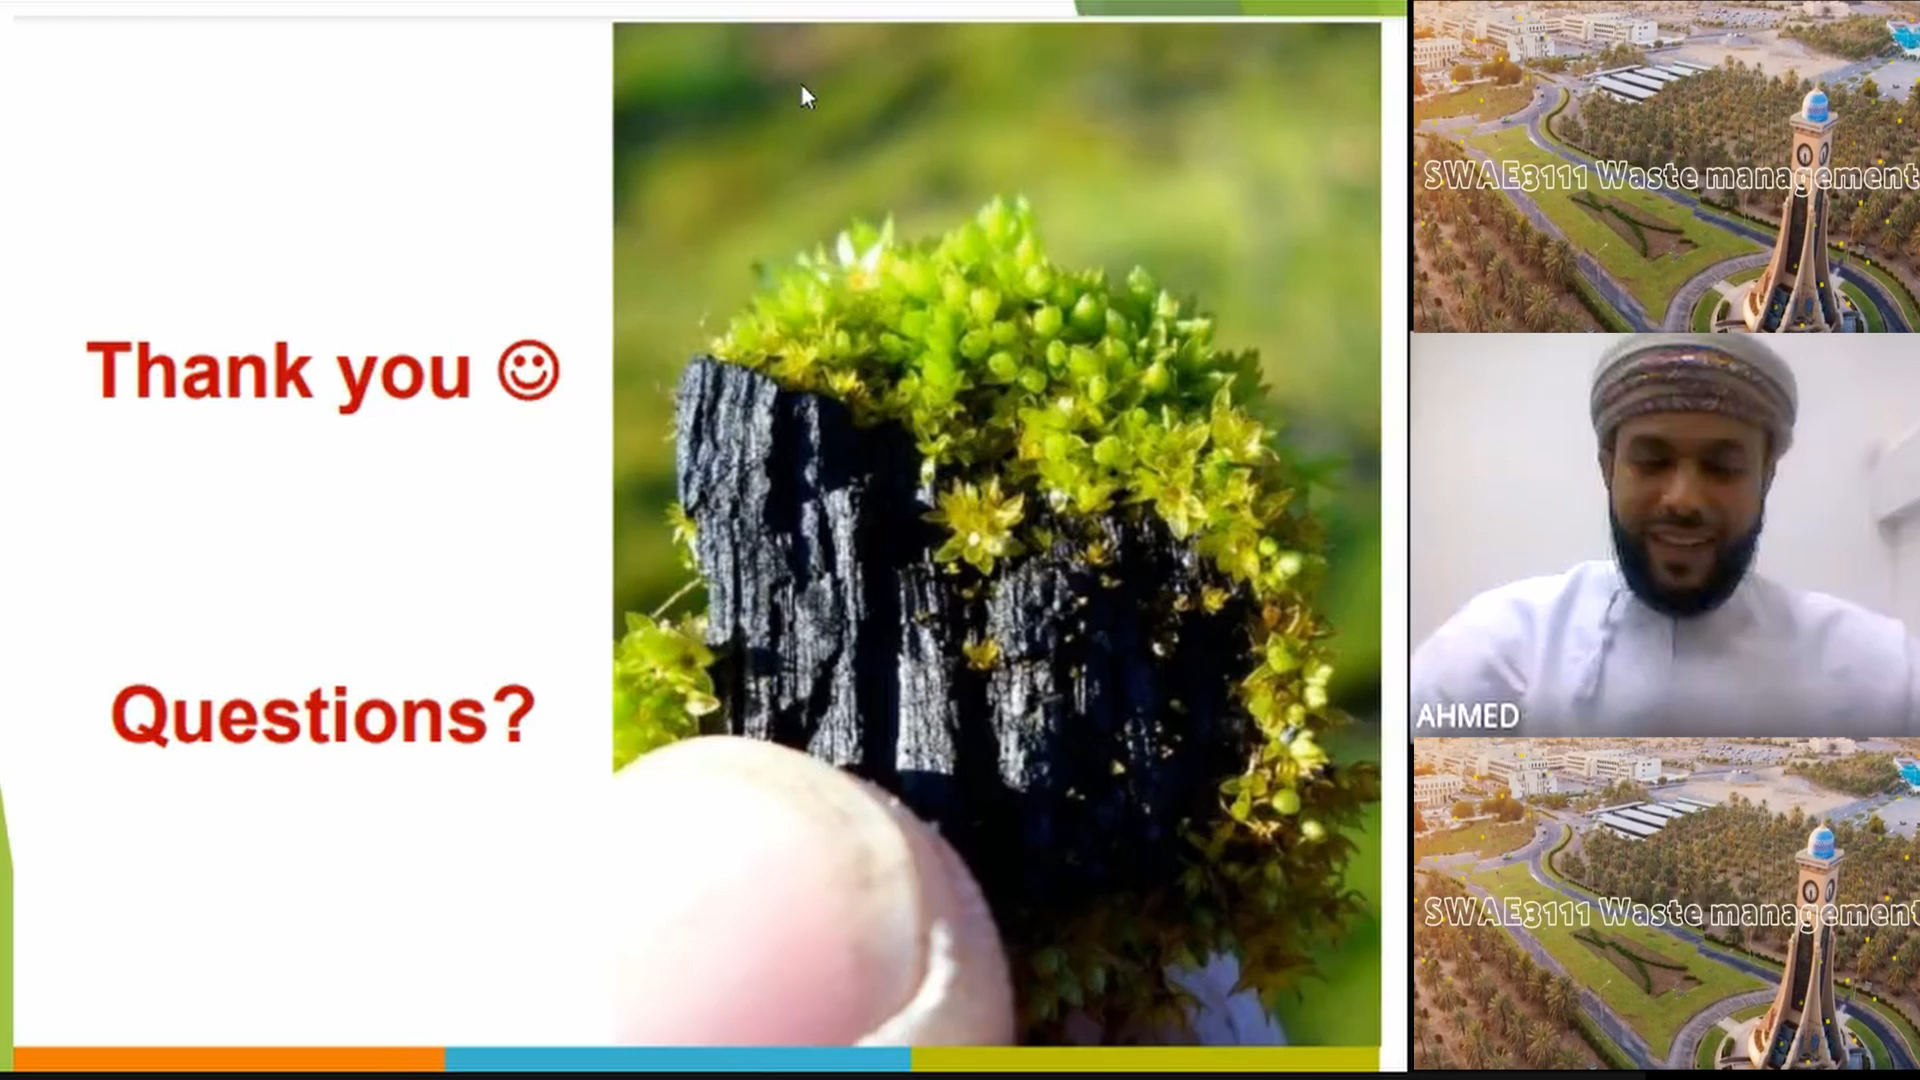 Thank you ☺
Questions?
SWAE3111 Waste management
AHMED
SWAE3111 Waste management